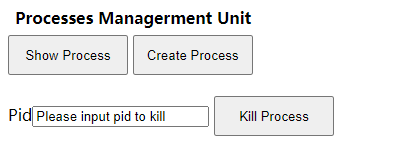 Processes Managerment Unit
Show Process Create Process
Pid Please input pid to kill Kill Process